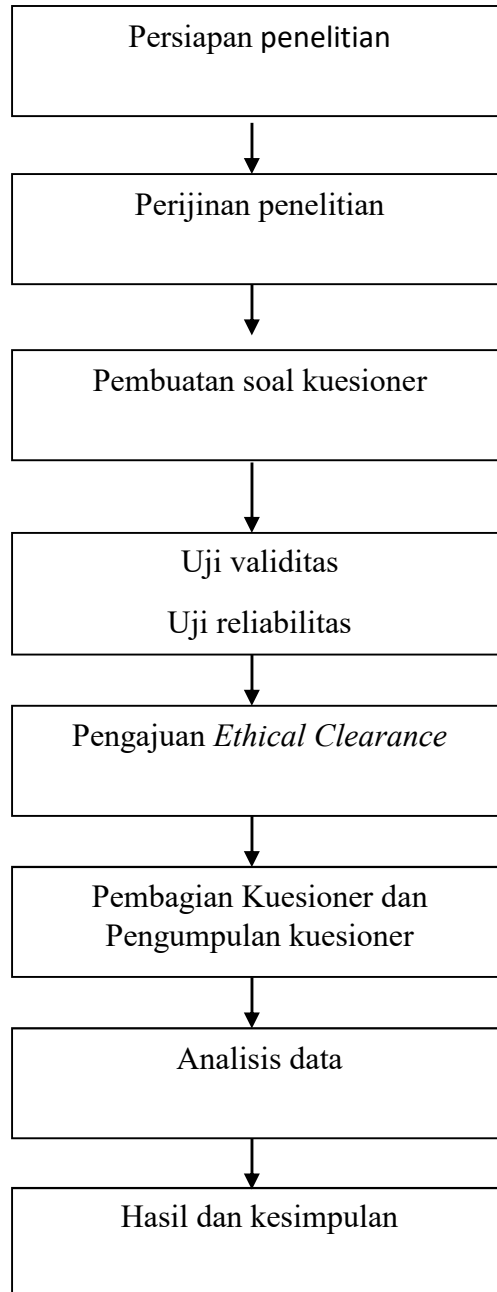 Persiapan penelitian
Perijinan penelitian
Pembuatan soal kuesioner
Uji validitas
Uji reliabilitas
Pengajuan Ethical Clearance
Pembagian Kuesioner dan
Pengumpulan kuesioner
Analisis data
Hasil dan kesimpulan